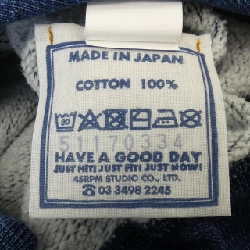 MADE IN JAPAN
COTTON 100%
51170334
HAVE A GOOD DAY
JUST HIT! JUST FIT! JUST NOW!
45RPM STUDIO CO., LTD.
☎ 03 3498 2245